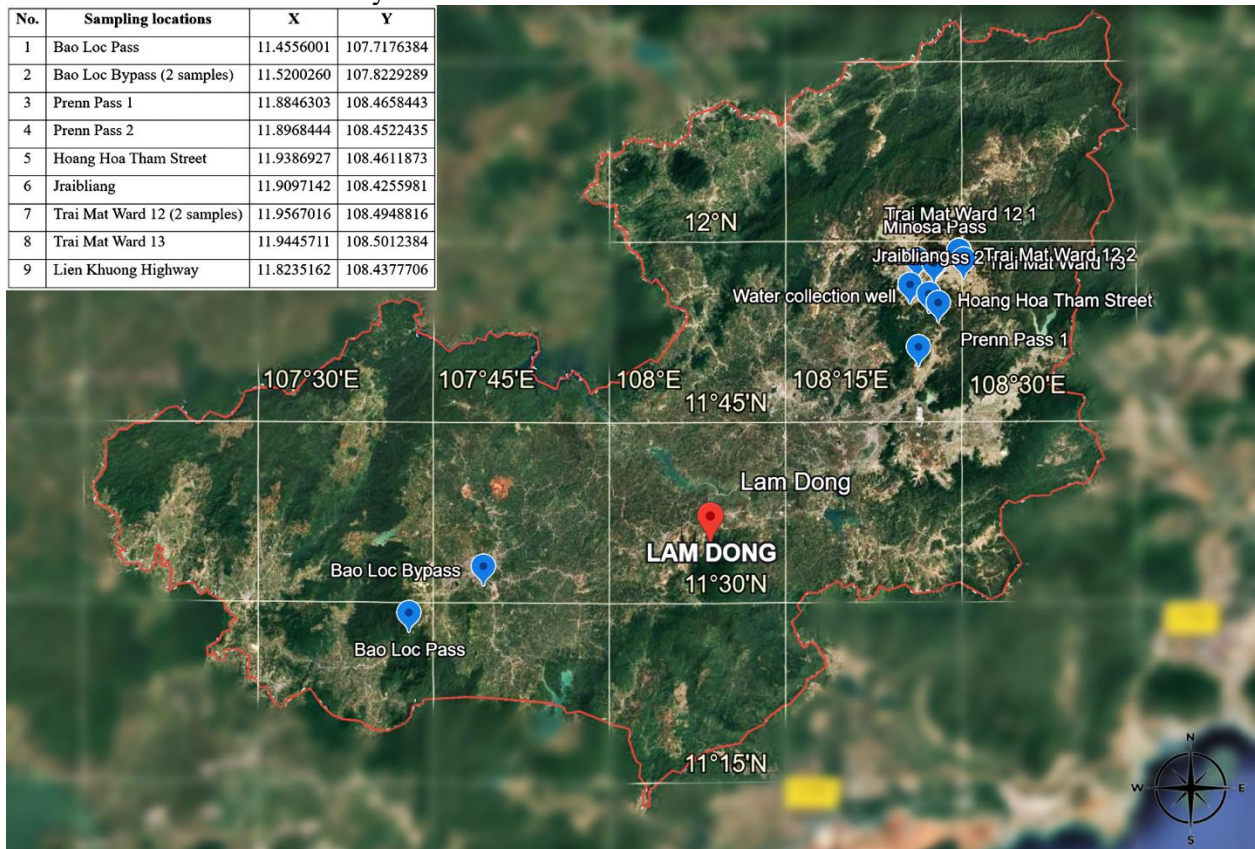 No. Sampling locations X Y
1 Bao Loc Pass 11.4556001 107.7176384
2 Bao Loc Bypass (2 samples) 11.5200260 107.8229289
3 Prenn Pass 1 11.8846303 108.4658443
4 Prenn Pass 2 11.8968444 108.4522435
5 Hoang Hoa Tham Street 11.9386927 108.4611873
6 Jraibliang 11.9097142 108.4255981
7 Trai Mat Ward 12 (2 samples) 11.9567016 108.4948816
8 Trai Mat Ward 13 11.9445711 108.5012384
9 Lien Khuong Highway 11.8235162 108.4377706
12°N
Trai Mat Ward 12 1
Minosa Pass
Jraibliang ss 2 Trai Mat Ward 12 2
Trai Mat Ward 13
Water collection well
Hoang Hoa Tham Street
Prenn Pass 1
107°30'E 107°45'E 108°E 108°15'E 108°30'E
11°45'N
Lam Dong
LAM DONG
Bao Loc Bypass
11°30'N
Bao Loc Pass
11°15'N
N
W E
S